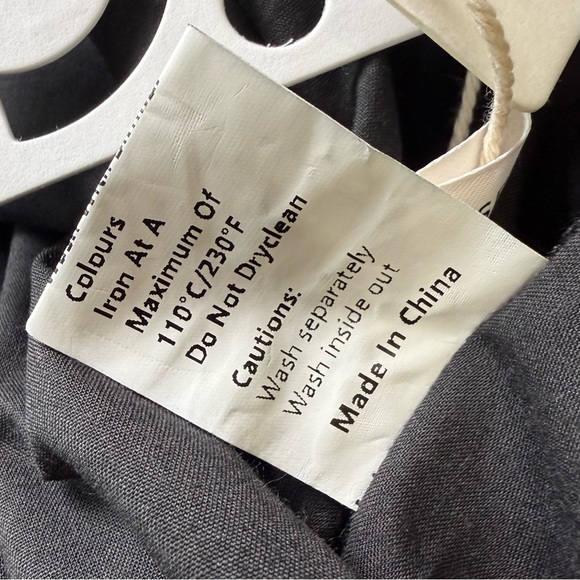 Colours
Iron At A
Maximum Of
110°C/230°F
Do Not Dryclean
Cautions:
Wash separately
Wash inside out
Made In China